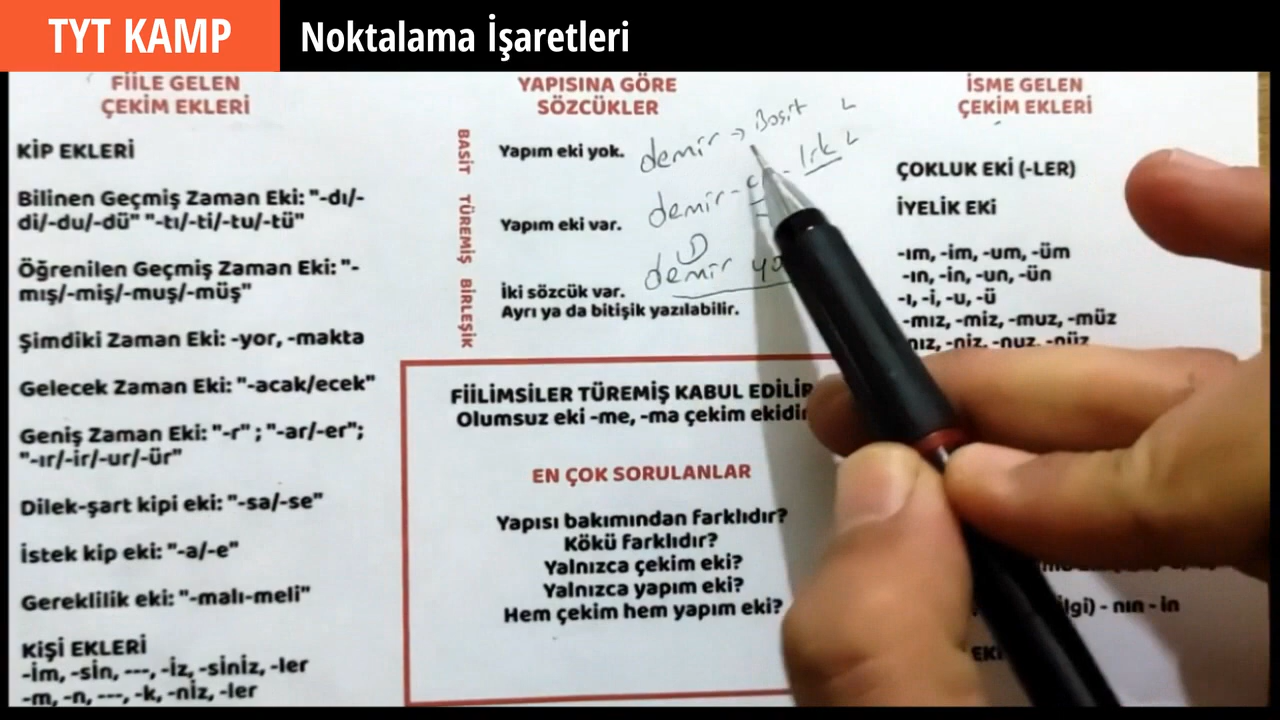 TYT KAMP
Noktalama İşaretleri
FİİLE GELEN
ÇEKİM EKLERİ
KİP EKLERİ
Bilinen Geçmiş Zaman Eki: "-dı/-
di/-du/-dü" "-tı/-ti/-tu/-tü"
Öğrenilen Geçmiş Zaman Eki: "-
mış/-miş/-muş/-müş"
Şimdiki Zaman Eki: -yor, -makta
Gelecek Zaman Eki: "-acak/ecek"
Geniş Zaman Eki: "-r" ; "-ar/-er";
"-ır/-ir/-ur/-ür"
Dilek-şart kipi eki: "-sa/-se"
İstek kip eki: "-a/-e"
Gereklilik eki: "-malı-meli"
KİŞİ EKLERİ
-im, -sin, ---, -iz, -siniz, -ler
-m, -n, ---, -k, -niz, -ler
YAPISINA GÖRE
SÖZCÜKLER
BASİT TÜREMİŞ BİRLEŞİK
Yapım eki yok.
demir → Basit
Yapım eki var.
demir
demir
İki sözcük var.
Ayrı ya da bitişik yazılabilir.
FİİLİMSİLER TÜREMİŞ KABUL EDİLİR
Olumsuz eki -me, -ma çekim ekidir
EN ÇOK SORULANLAR
Yapısı bakımından farklıdır?
Kökü farklıdır?
Yalnızca çekim eki?
Yalnızca yapım eki?
Hem çekim hem yapım eki?
İSME GELEN
ÇEKİM EKLERİ
ÇOKLUK EKİ (-LER)
İYELİK EKi
-ım, -im, -um, -üm
-ın, -in, -un, -ün
-ı, -i, -u, -ü
-mız, -miz, -muz, -müz
-nız, -niz, -nuz, -nüz
- nın - in
EKİ